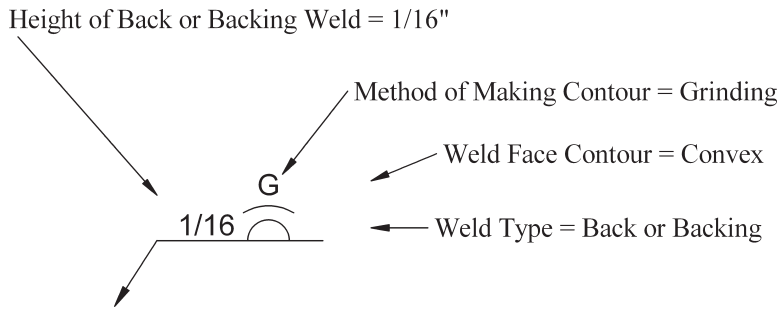 Height of Back or Backing Weld = 1/16"
Method of Making Contour = Grinding
Weld Face Contour = Convex
G
1/16
Weld Type = Back or Backing